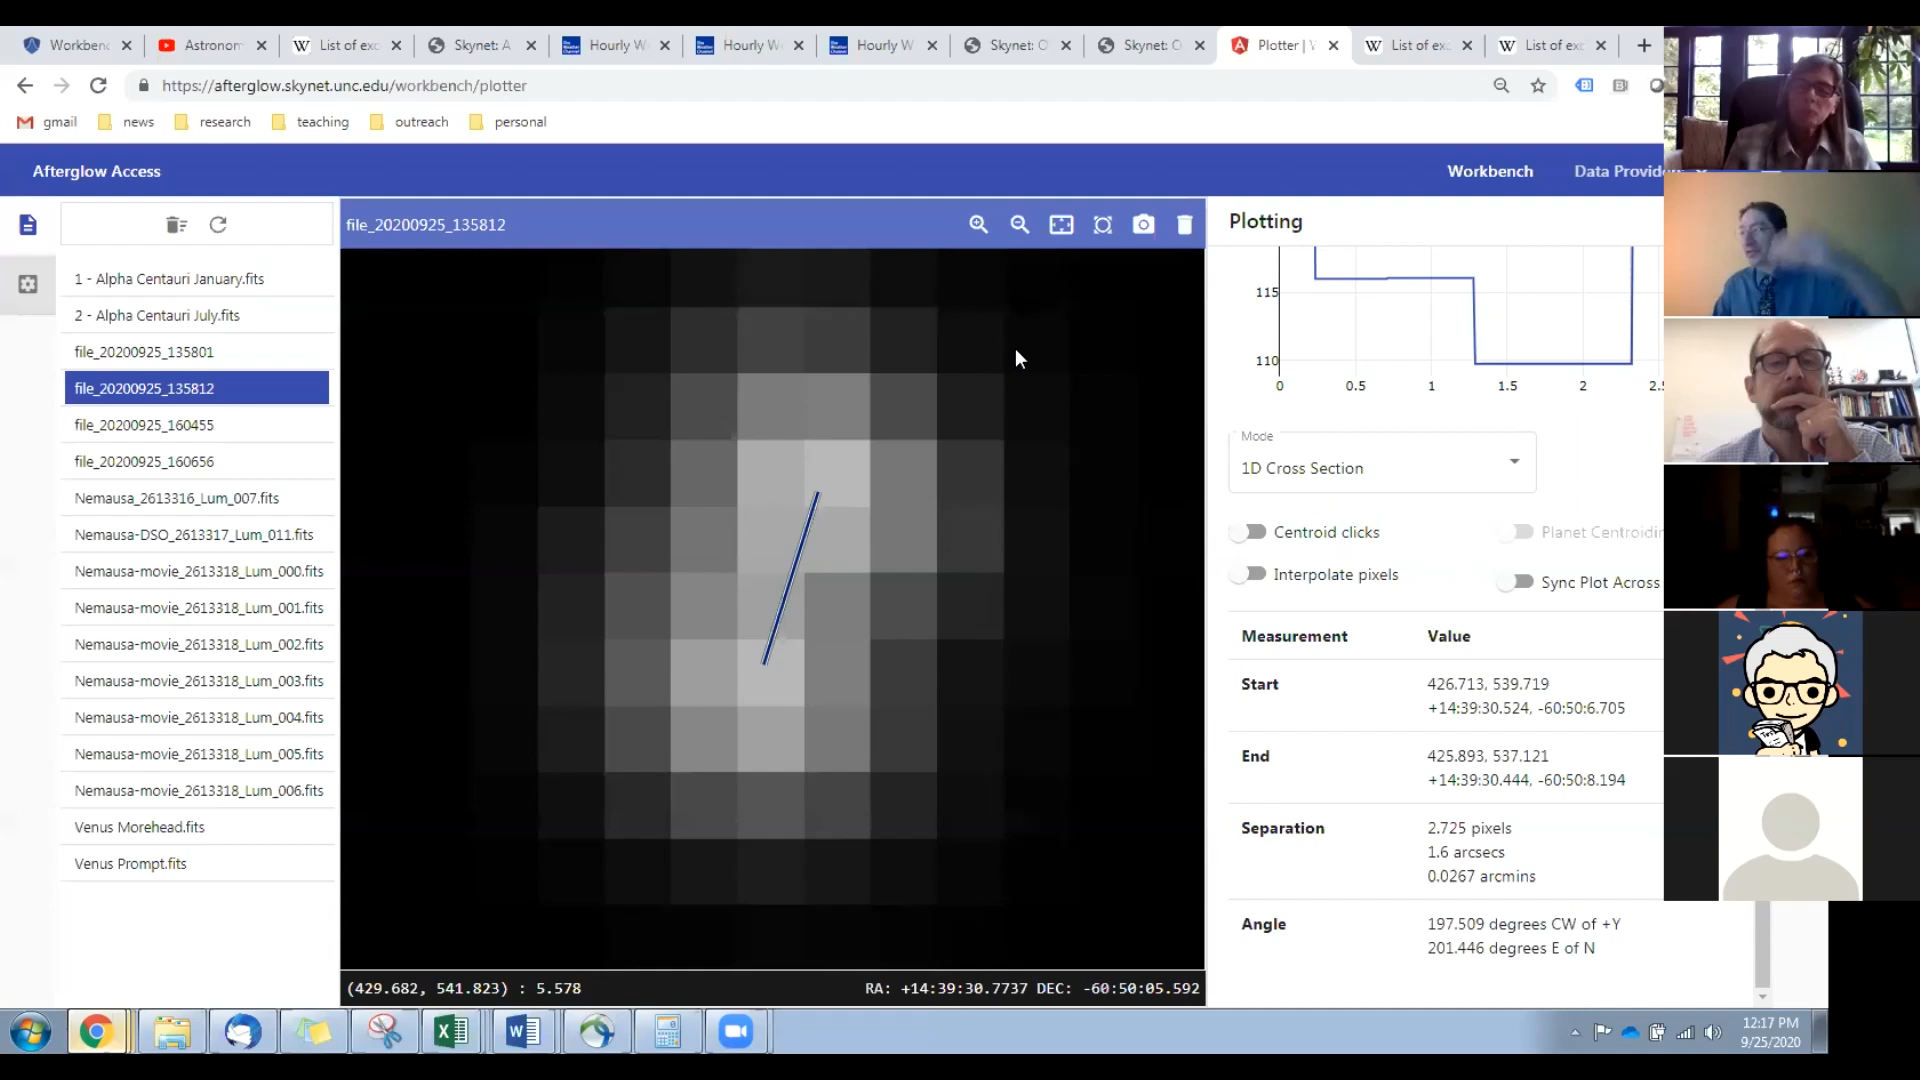 Workbenc
Astronom
List of exc
Skynet: A
Hourly W
Hourly W
Hourly W
Skynet: O
Skynet: O
Plotter |
List of ex
List of ex
https://afterglow.skynet.unc.edu/workbench/plotter
gmail
news
research
teaching
outreach
personal
Afterglow Access
Workbench
Data Provid
file_20200925_135812
Plotting
1 - Alpha Centauri January.fits
2 - Alpha Centauri July.fits
file_20200925_135801
file_20200925_135812
file_20200925_160455
file_20200925_160656
Nemausa_2613316_Lum_007.fits
Nemausa-DSO_2613317_Lum_011.fits
Nemausa-movie_2613318_Lum_000.fits
Nemausa-movie_2613318_Lum_001.fits
Nemausa-movie_2613318_Lum_002.fits
Nemausa-movie_2613318_Lum_003.fits
Nemausa-movie_2613318_Lum_004.fits
Nemausa-movie_2613318_Lum_005.fits
Nemausa-movie_2613318_Lum_006.fits
Venus Morehead.fits
Venus Prompt.fits
(429.682, 541.823) : 5.578
RA: +14:39:30.7737 DEC: -60:50:05.592
115
110
0 0.5 1 1.5 2 2.5
Mode
1D Cross Section
Centroid clicks
Planet Centroidin
Interpolate pixels
Sync Plot Across
Measurement Value
Start 426.713, 539.719
+14:39:30.524, -60:50:6.705
End 425.893, 537.121
+14:39:30.444, -60:50:8.194
Separation 2.725 pixels
1.6 arcsecs
0.0267 arcmins
Angle 197.509 degrees CW of +Y
201.446 degrees E of N
12:17 PM
9/25/2020